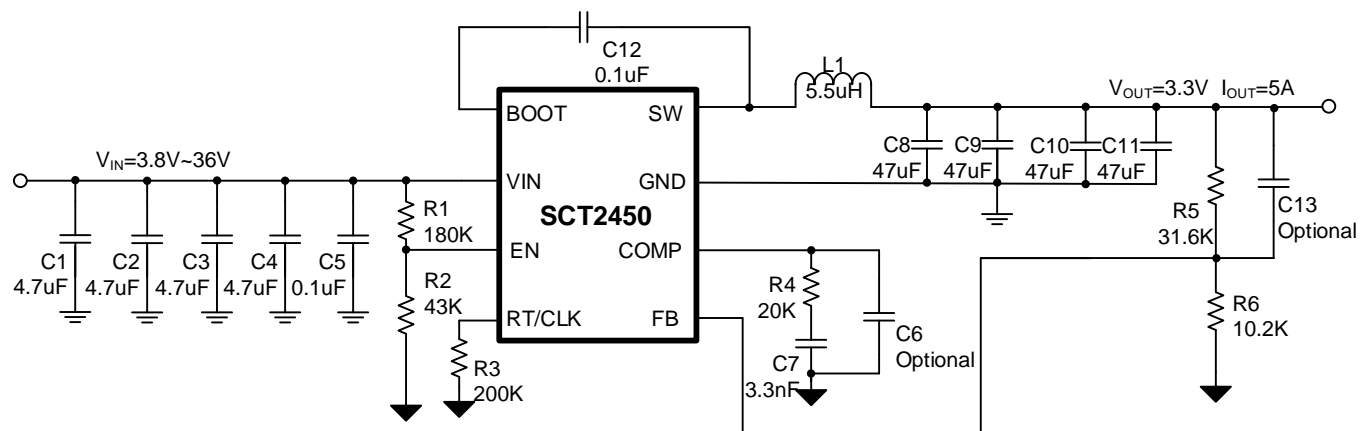 C12
0.1uF
L1
5.5uH
BOOT
SW
VOUT=3.3V IOUT=5A
C8
47uF
C9
47uF
C10
47uF
C11
47uF
VIN=3.8V~36V
VIN
GND
SCT2450
R1
180K
R5
31.6K
C13
Optional
EN
COMP
C1
4.7uF
C2
4.7uF
C3
4.7uF
C4
4.7uF
C5
0.1uF
R2
43K
R4
20K
RT/CLK
FB
R6
10.2K
C6
Optional
R3
200K
C7
3.3nF